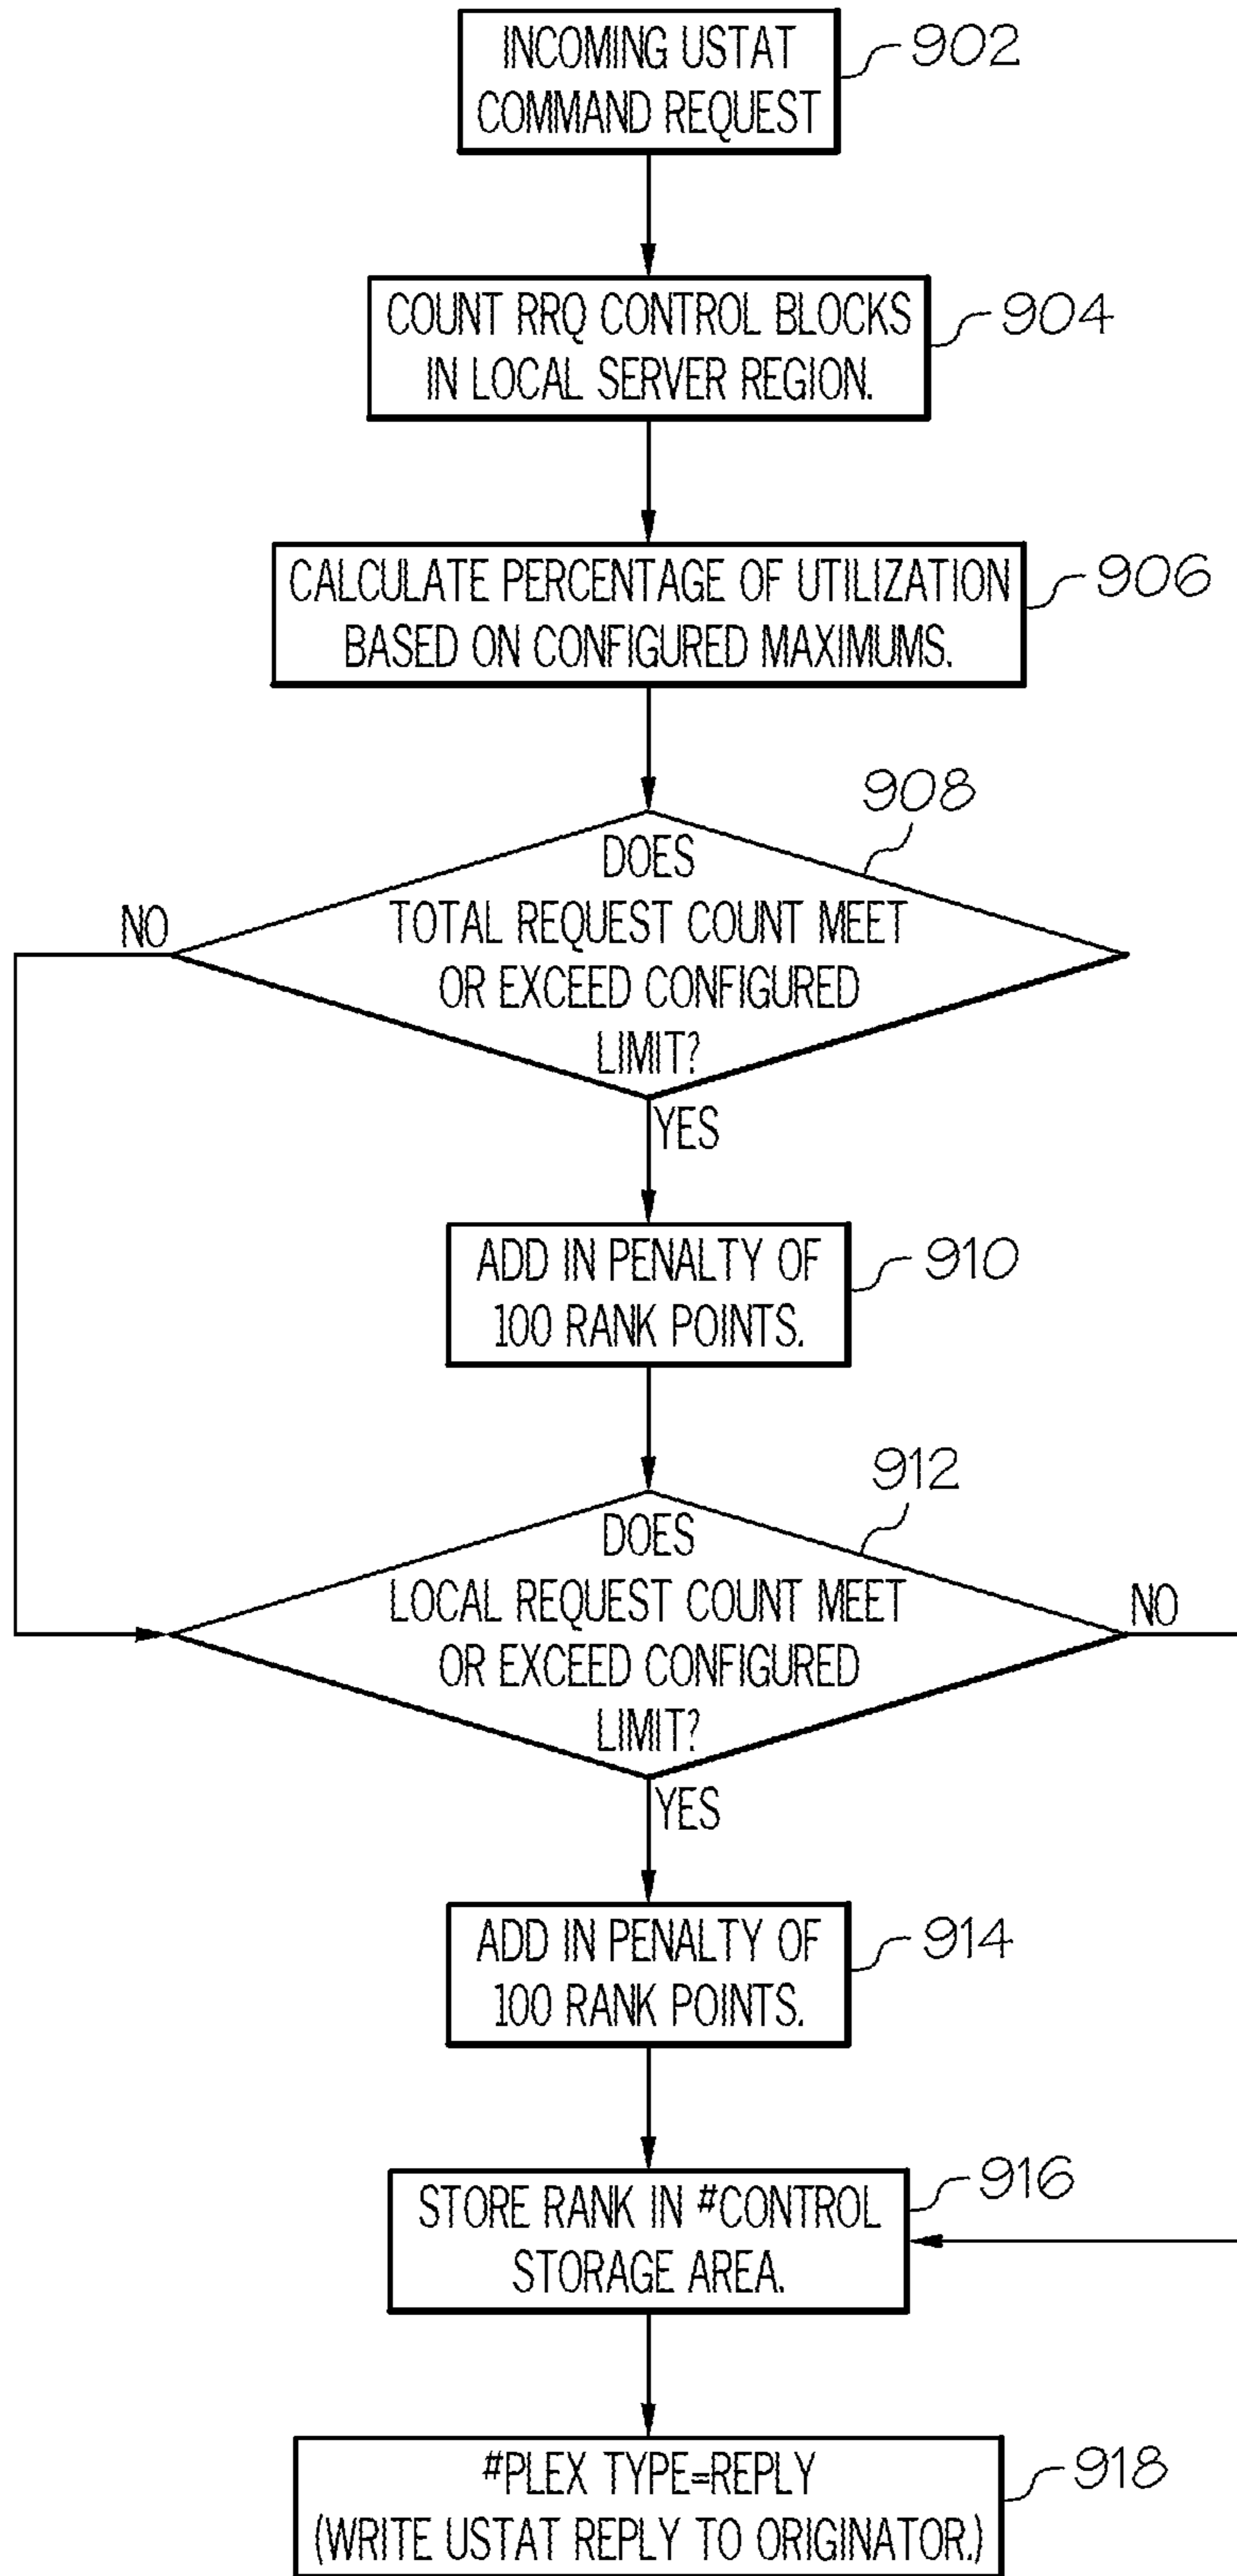 INCOMING USTAT
COMMAND REQUEST
902
COUNT RRQ CONTROL BLOCKS
IN LOCAL SERVER REGION.
904
CALCULATE PERCENTAGE OF UTILIZATION
BASED ON CONFIGURED MAXIMUMS.
906
908
DOES
TOTAL REQUEST COUNT MEET
OR EXCEED CONFIGURED
LIMIT?
NO
YES
ADD IN PENALTY OF
100 RANK POINTS.
910
912
DOES
LOCAL REQUEST COUNT MEET
OR EXCEED CONFIGURED
LIMIT?
NO
YES
ADD IN PENALTY OF
100 RANK POINTS.
914
STORE RANK IN #CONTROL
STORAGE AREA.
916
#PLEX TYPE=REPLY
(WRITE USTAT REPLY TO ORIGINATOR.)
918